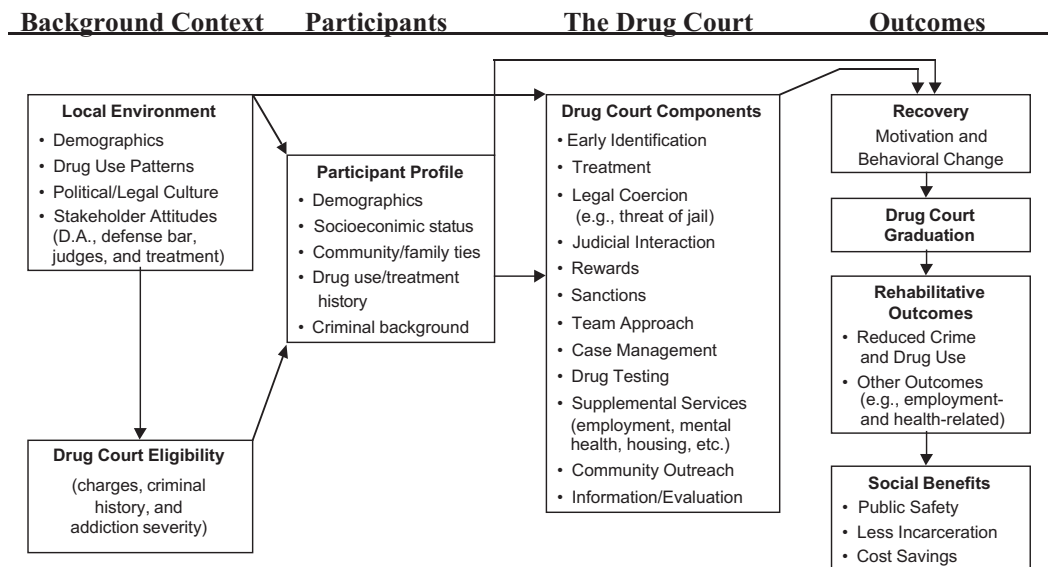 Background Context Participants The Drug Court Outcomes
Local Environment
• Demographics
• Drug Use Patterns
• Political/Legal Culture
• Stakeholder Attitudes
(D.A., defense bar,
judges, and treatment)
Drug Court Eligibility
(charges, criminal
history, and
addiction severity)
Participant Profile
• Demographics
• Socioeconimic status
• Community/family ties
• Drug use/treatment
history
• Criminal background
Drug Court Components
• Early Identification
• Treatment
• Legal Coercion
(e.g., threat of jail)
• Judicial Interaction
• Rewards
• Sanctions
• Team Approach
• Case Management
• Drug Testing
• Supplemental Services
(employment, mental
health, housing, etc.)
• Community Outreach
• Information/Evaluation
Recovery
Motivation and
Behavioral Change
Drug Court
Graduation
Rehabilitative
Outcomes
• Reduced Crime
and Drug Use
• Other Outcomes
(e.g., employment-
and health-related)
Social Benefits
• Public Safety
• Less Incarceration
• Cost Savings